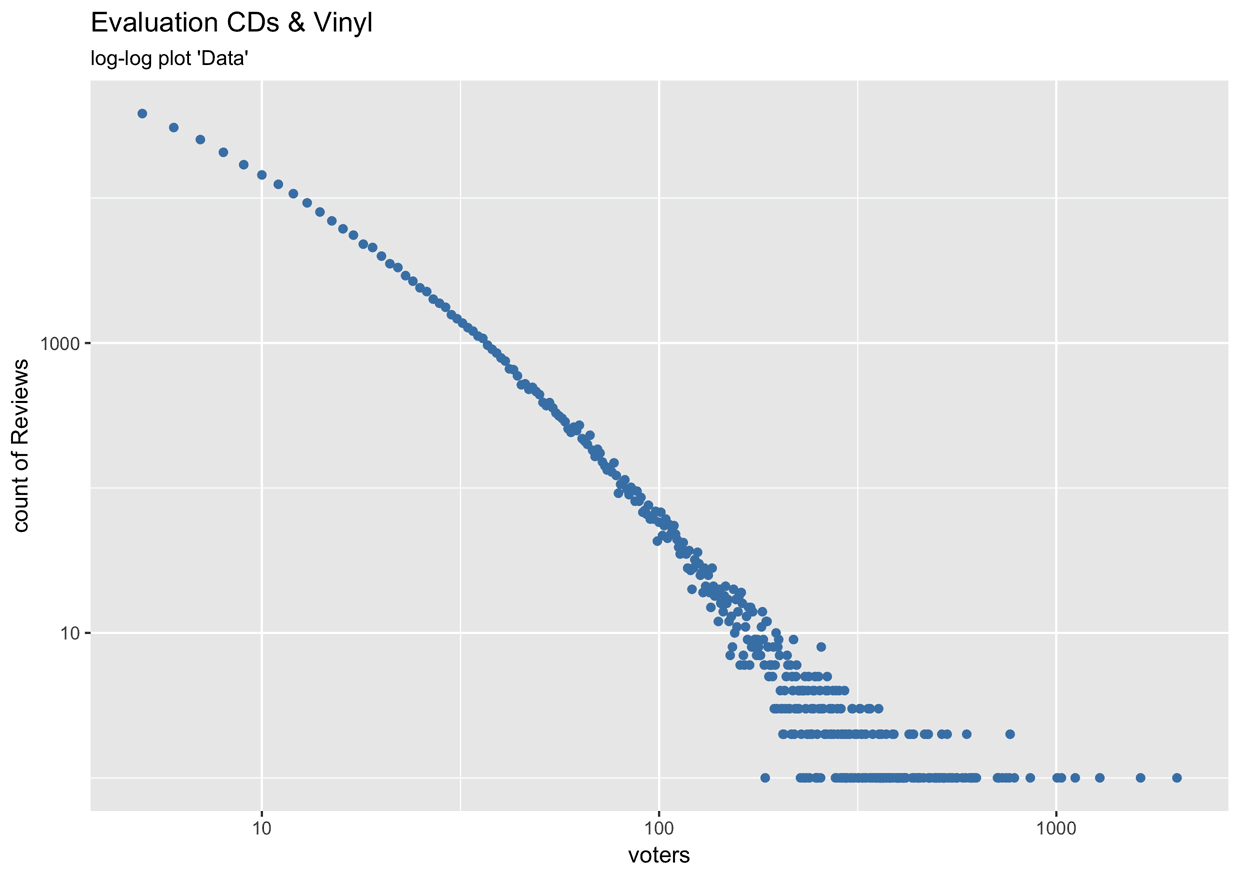 Evaluation CDs & Vinyl
log-log plot 'Data'
count of Reviews
1000
10
10
100
1000
voters